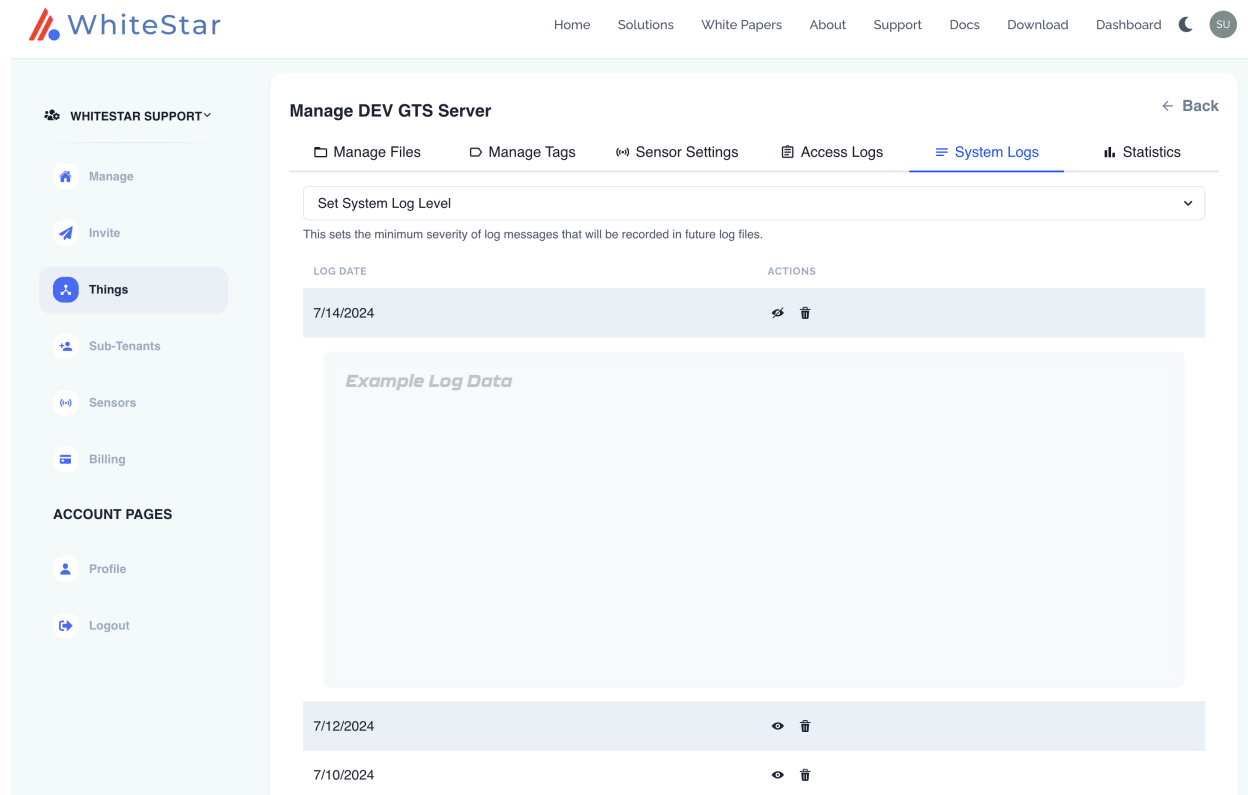 WhiteStar
Home Solutions White Papers About Support Docs Download Dashboard SU
WHITESTAR SUPPORT
Manage
Invite
Things
Sub-Tenants
Sensors
Billing
ACCOUNT PAGES
Profile
Logout
Manage DEV GTS Server
Back
Manage Files Manage Tags Sensor Settings Access Logs System Logs Statistics
Set System Log Level
This sets the minimum severity of log messages that will be recorded in future log files.
LOG DATE ACTIONS
7/14/2024
Example Log Data
7/12/2024
7/10/2024